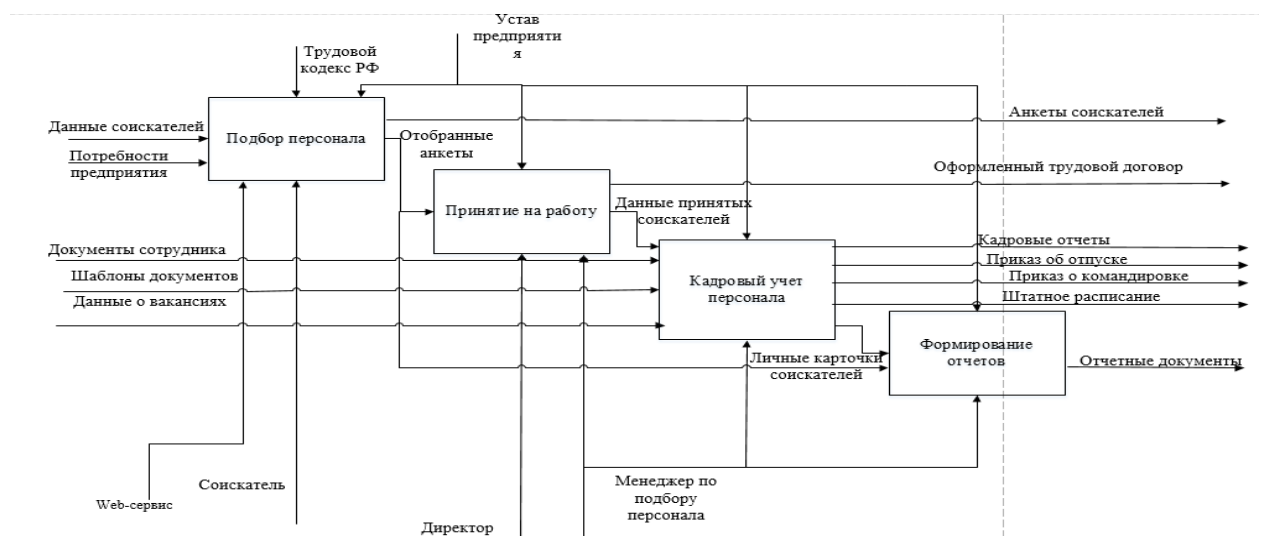 Устав
предприяти
я
Трудовой
кодекс РФ
Данные соискателей
Подбор персонала
Анкеты соискателей
Отобранные
анкеты
Потребности
предприятия
Оформленный трудовой договор
Принятие на работу
Данные принятых
соискателей
Документы сотрудника
Кадровые отчеты
Приказ об отпуске
Шаблоны документов
Приказ о командировке
Кадровый учет
персонала
Данные о вакансиях
Штатное расписание
Формирование
отчетов
Личные карточки
соискателей
Отчетные документы
Соискатель
Менеджер по
подбору
персонала
Web-сервис
Директор